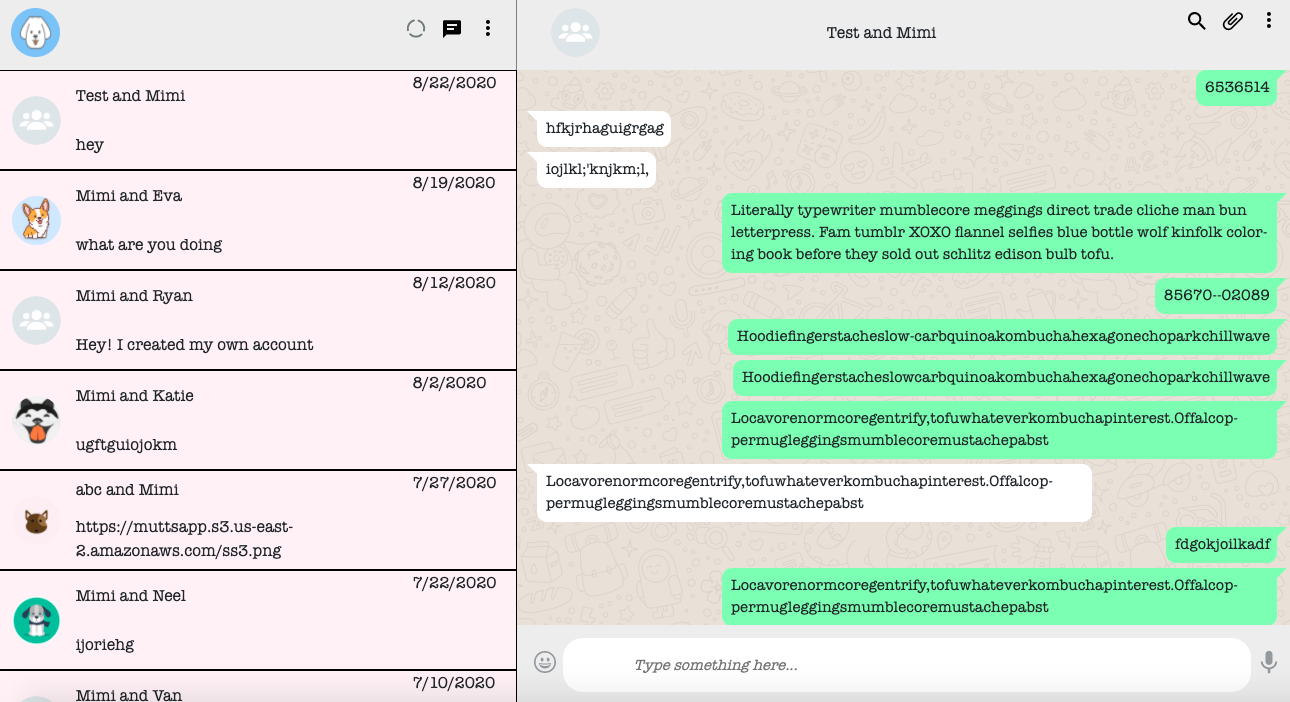 8/22/2020
Test and Mimi
hey
8/19/2020
Mimi and Eva
what are you doing
8/12/2020
Mimi and Ryan
Hey! I created my own account
8/2/2020
Mimi and Katie
ugftguiojokm
7/27/2020
abc and Mimi
https://muttsapp.s3.us-east-
2.amazonaws.com/ss3.png
7/22/2020
Mimi and Neel
ijoriehg
7/10/2020
Mimi and Van
Test and Mimi
6536514
hfkjrhaguigrgag
iojlkl;'knjkm;l,
Literally typewriter mumblecore meggings direct trade cliche man bun
letterpress. Fam tumblr XOXO flannel selfies blue bottle wolf kinfolk color-
ing book before they sold out schlitz edison bulb tofu.
85670--02089
Hoodiefingerstacheslow-carbquinoakombuchahexagonechoparkchillwave
Hoodiefingerstacheslowcarbquinoakombuchahexagonechoparkchillwave
Locavorenormcoregentrify,tofuwhateverkombuchapinterest.Offalcop-
permugleggingsmumblecoremustachepabst
Locavorenormcoregentrify,tofuwhateverkombuchapinterest.Offalcop-
permugleggingsmumblecoremustachepabst
fdgokjoilkadf
Locavorenormcoregentrify,tofuwhateverkombuchapinterest.Offalcop-
permugleggingsmumblecoremustachepabst
Type something here...